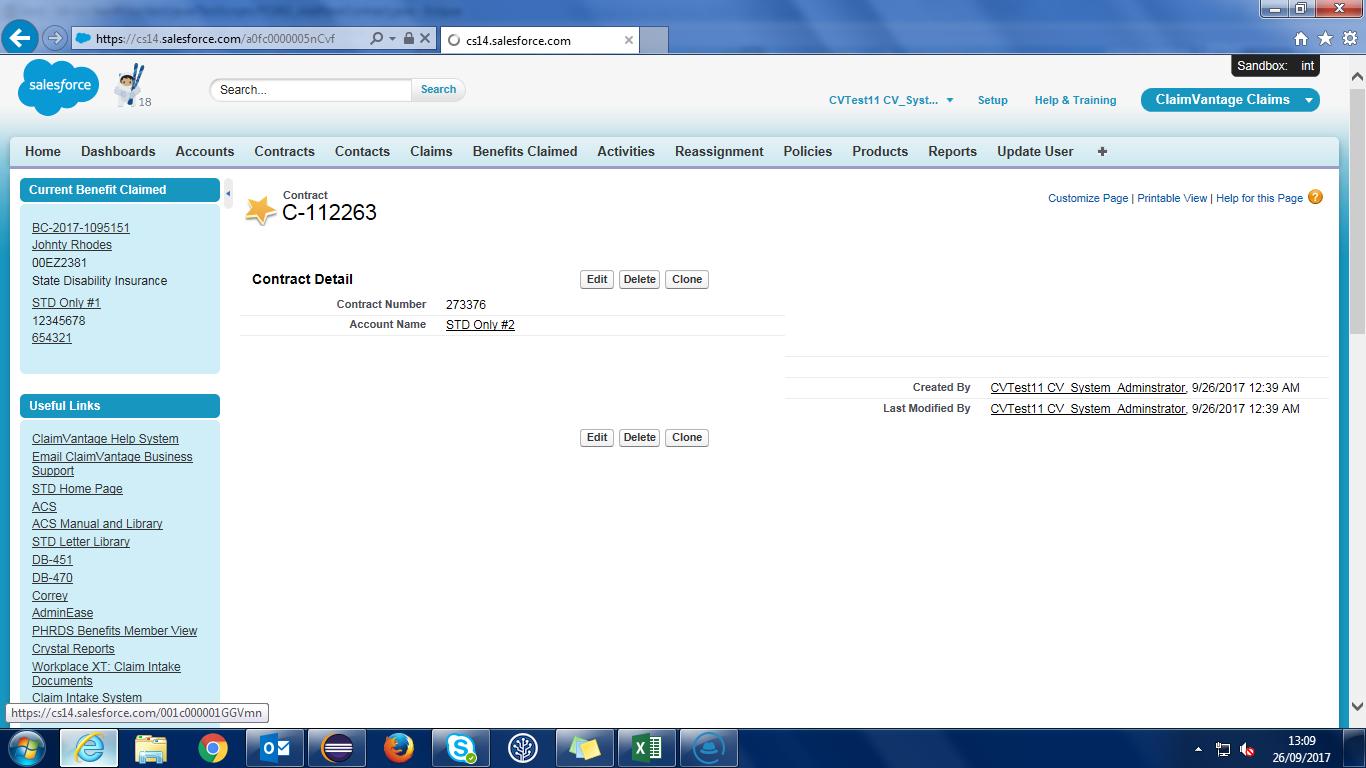 https://cs14.salesforce.com/a0fc0000005nCvf
cs14.salesforce.com
Sandbox: int
salesforce
18
Search...
Search
CVTest11 CV_Syst...
Setup
Help & Training
ClaimVantage Claims
Home Dashboards Accounts Contracts Contacts Claims Benefits Claimed Activities Reassignment Policies Products Reports Update User +
Current Benefit Claimed
BC-2017-1095151
Johnty Rhodes
00EZ2381
State Disability Insurance
STD Only #1
12345678
654321
Useful Links
ClaimVantage Help System
Email ClaimVantage Business
Support
STD Home Page
ACS
ACS Manual and Library
STD Letter Library
DB-451
DB-470
Correy
AdminEase
PHRDS Benefits Member View
Crystal Reports
Workplace XT: Claim Intake
Documents
Claim Intake System
Contract
C-112263
Customize Page | Printable View | Help for this Page ?
Contract Detail
Edit Delete Clone
Contract Number 273376
Account Name STD Only #2
Created By CVTest11 CV_System_Adminstrator, 9/26/2017 12:39 AM
Last Modified By CVTest11 CV_System_Adminstrator, 9/26/2017 12:39 AM
Edit Delete Clone
https://cs14.salesforce.com/001c000001GGVmn
13:09
26/09/2017